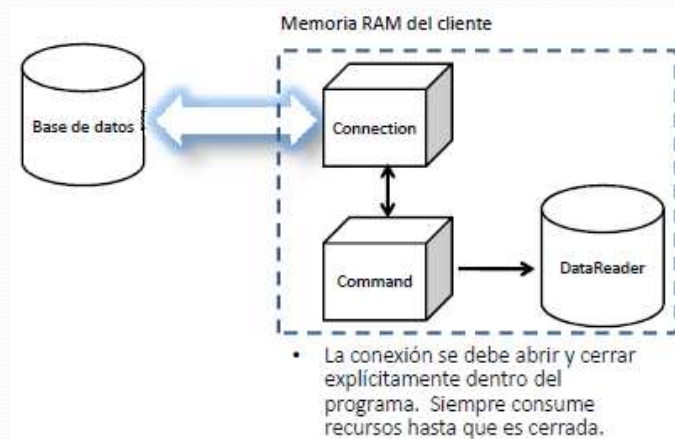 Memoria RAM del cliente
Base de datos
Connection
Command
DataReader
• La conexión se debe abrir y cerrar
explícitamente dentro del
programa. Siempre consume
recursos hasta que es cerrada.